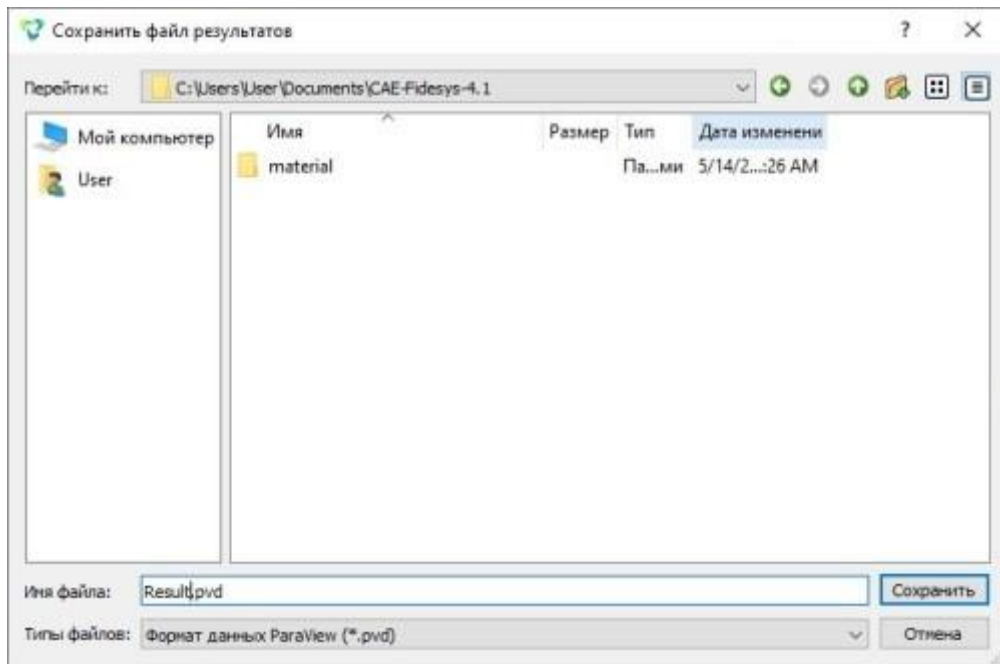 Сохранить файл результатов
Перейти к: C:\Users\User\Documents\CAE-Fidesys-4.1
Мой компьютер
User
Имя Размер Тип Дата изменени
material Па...ми 5/14/2...:26 AM
Имя файла: Result.pvd Сохранить
Типы файлов: Формат данных ParaView (*.pvd) Отмена